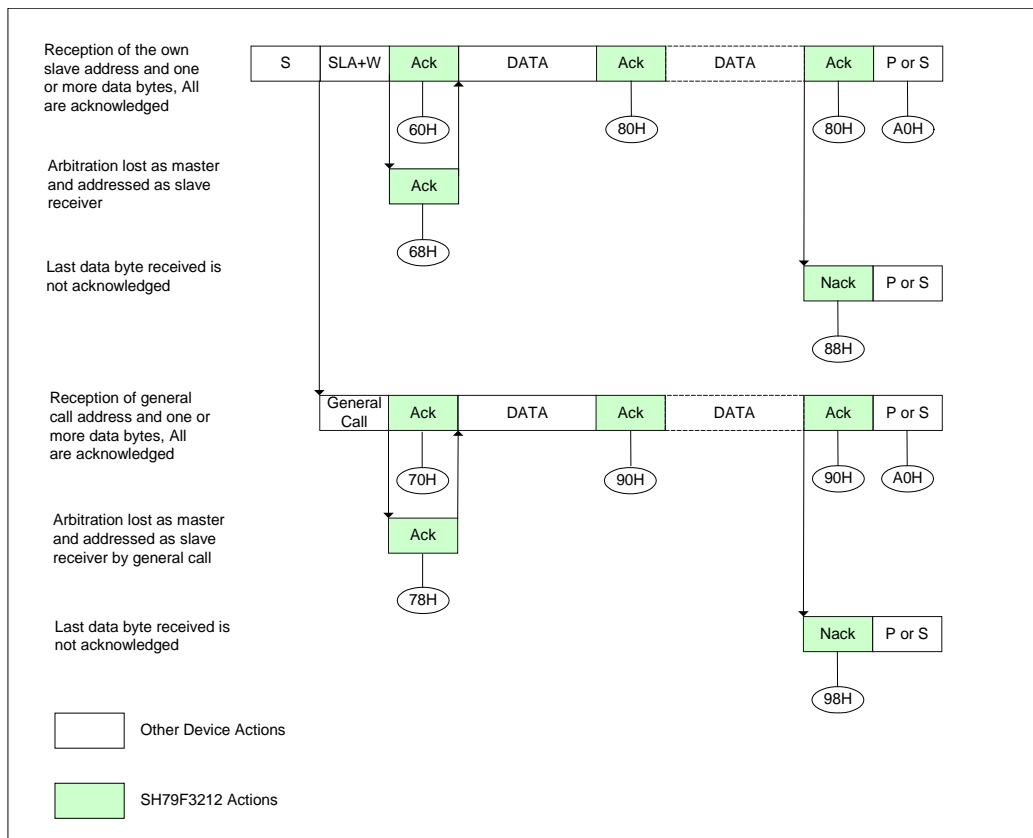 Reception of the own
slave address and one
or more data bytes, All
are acknowledged
S
SLA+W
Ack
DATA
Ack
DATA
Ack
P or S
60H
80H
80H
A0H
Arbitration lost as master
and addressed as slave
receiver
Ack
68H
Last data byte received is
not acknowledged
Nack
P or S
88H
Reception of general
call address and one or
more data bytes, All
are acknowledged
General
Call
Ack
DATA
Ack
DATA
Ack
P or S
70H
90H
90H
A0H
Arbitration lost as master
and addressed as slave
receiver by general call
Ack
78H
Last data byte received is
not acknowledged
Nack
P or S
98H
Other Device Actions
SH79F3212 Actions